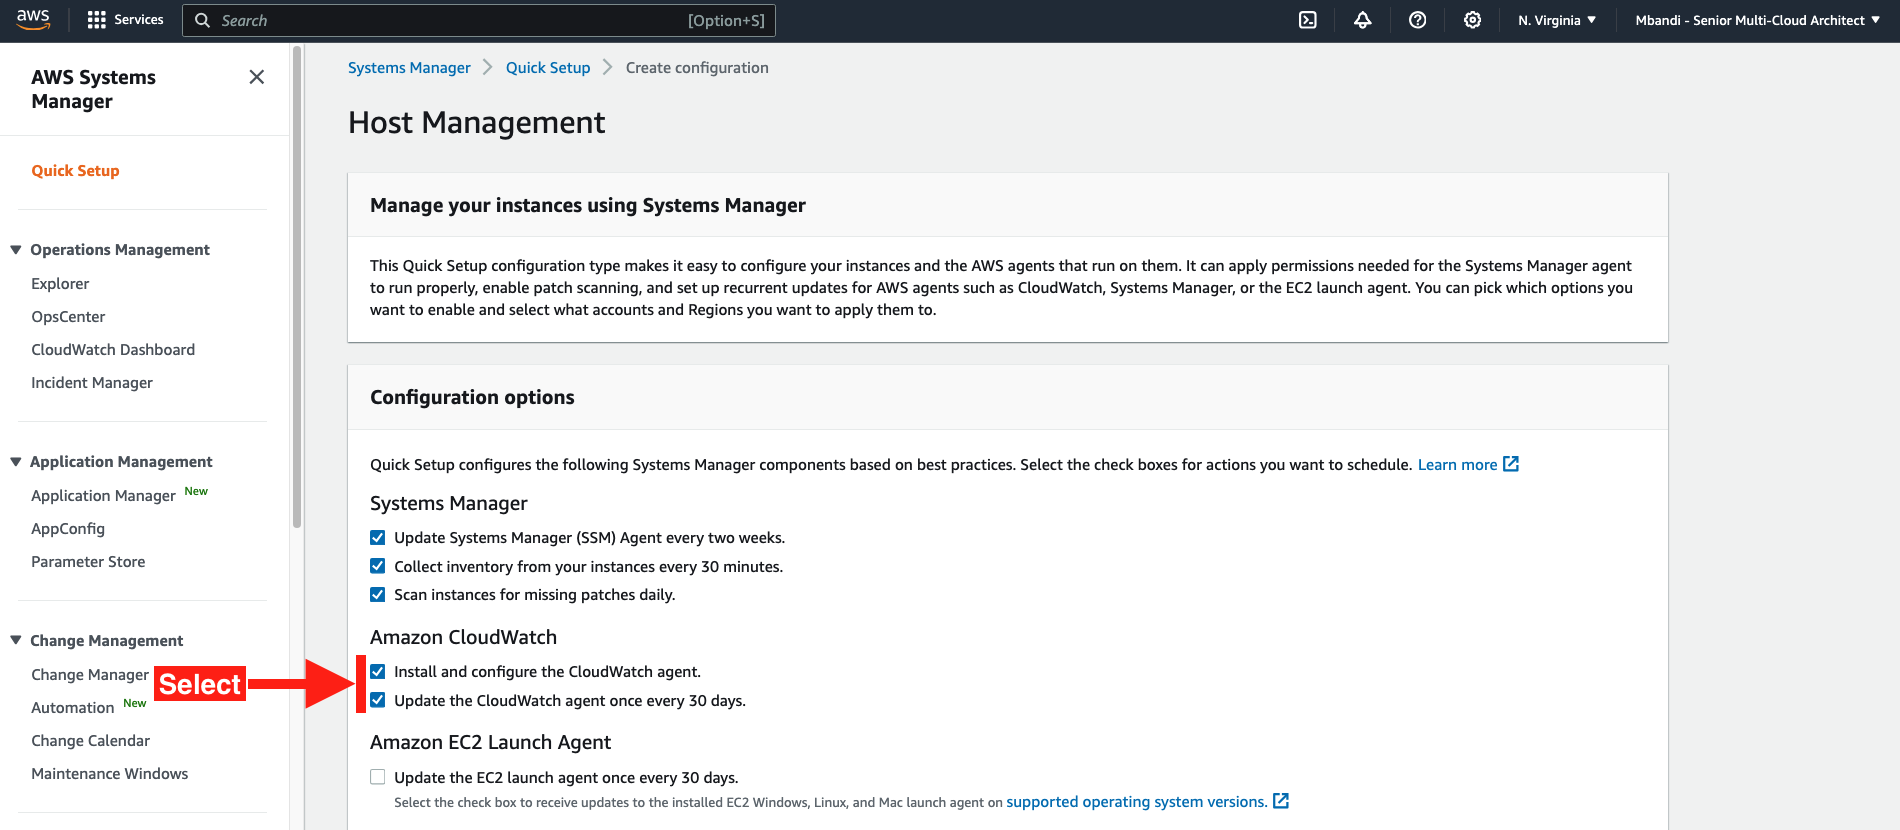 aws
Services
Search
[Option+S]
N. Virginia
Mbandi - Senior Multi-Cloud Architect
AWS Systems
Manager
Quick Setup
Operations Management
Explorer
OpsCenter
CloudWatch Dashboard
Incident Manager
Application Management
Application Manager New
AppConfig
Parameter Store
Change Management
Change Manager
Automation New
Change Calendar
Maintenance Windows
Select
Systems Manager
Quick Setup
Create configuration
Host Management
Manage your instances using Systems Manager
This Quick Setup configuration type makes it easy to configure your instances and the AWS agents that run on them. It can apply permissions needed for the Systems Manager agent
to run properly, enable patch scanning, and set up recurrent updates for AWS agents such as CloudWatch, Systems Manager, or the EC2 launch agent. You can pick which options you
want to enable and select what accounts and Regions you want to apply them to.
Configuration options
Quick Setup configures the following Systems Manager components based on best practices. Select the check boxes for actions you want to schedule. Learn more
Systems Manager
Update Systems Manager (SSM) Agent every two weeks.
Collect inventory from your instances every 30 minutes.
Scan instances for missing patches daily.
Amazon CloudWatch
Install and configure the CloudWatch agent.
Update the CloudWatch agent once every 30 days.
Amazon EC2 Launch Agent
Update the EC2 launch agent once every 30 days.
Select the check box to receive updates to the installed EC2 Windows, Linux, and Mac launch agent on supported operating system versions.